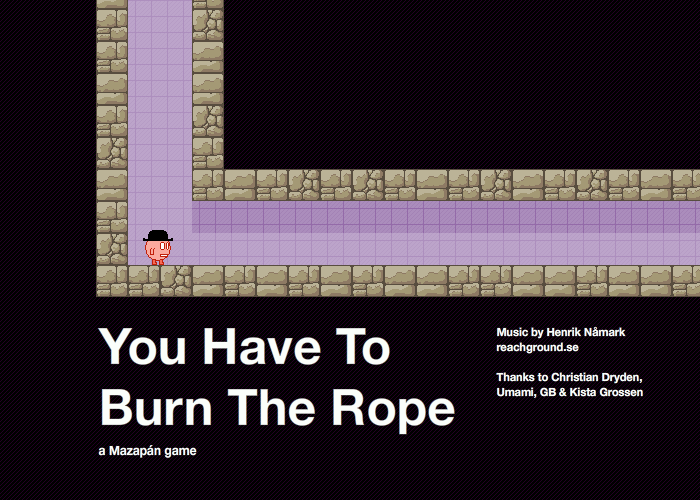 You Have To
Burn The Rope
a Mazapán game
Music by Henrik Nåmark
reachground.se
Thanks to Christian Dryden,
Umami, GB & Kista Grossen